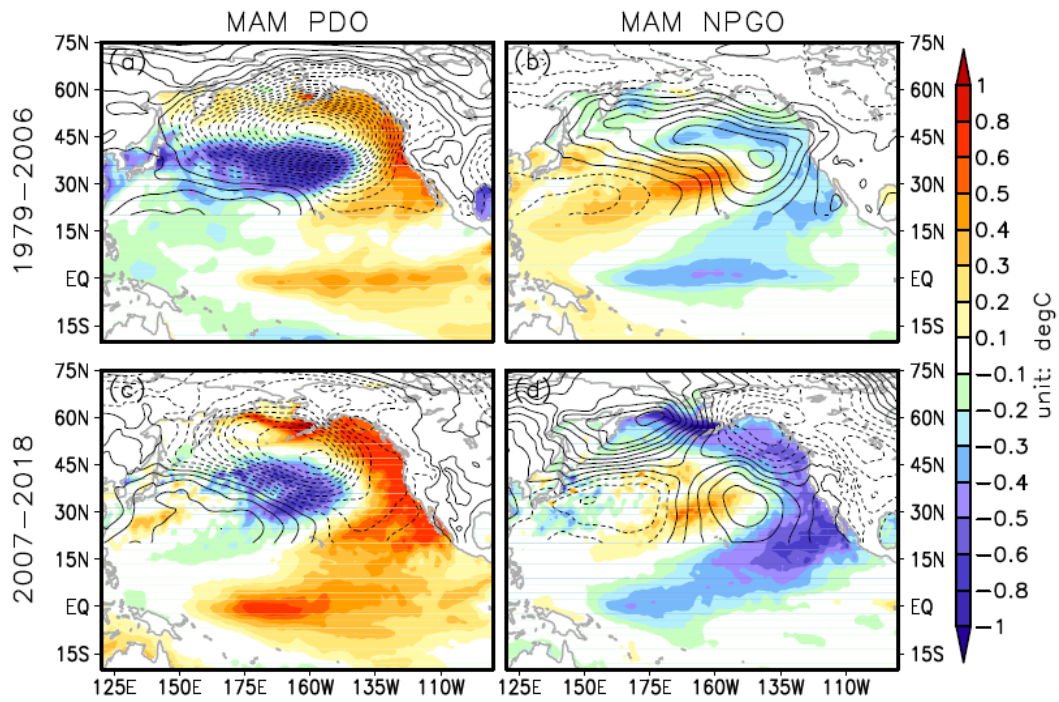 MAM PDO MAM NPGO
1979-2006
(a)
75N
60N
45N
30N
15N
EQ
15S
(b)
75N
60N
45N
30N
15N
EQ
15S
2007-2018
(c)
75N
60N
45N
30N
15N
EQ
15S
125E 150E 175E 160W 135W 110W
(d)
75N
60N
45N
30N
15N
EQ
15S
125E 150E 175E 160W 135W 110W
1
0.8
0.6
0.5
0.4
0.3
0.2
0.1
-0.1
-0.2
-0.3
-0.4
-0.5
-0.6
-0.8
-1
unit: degC